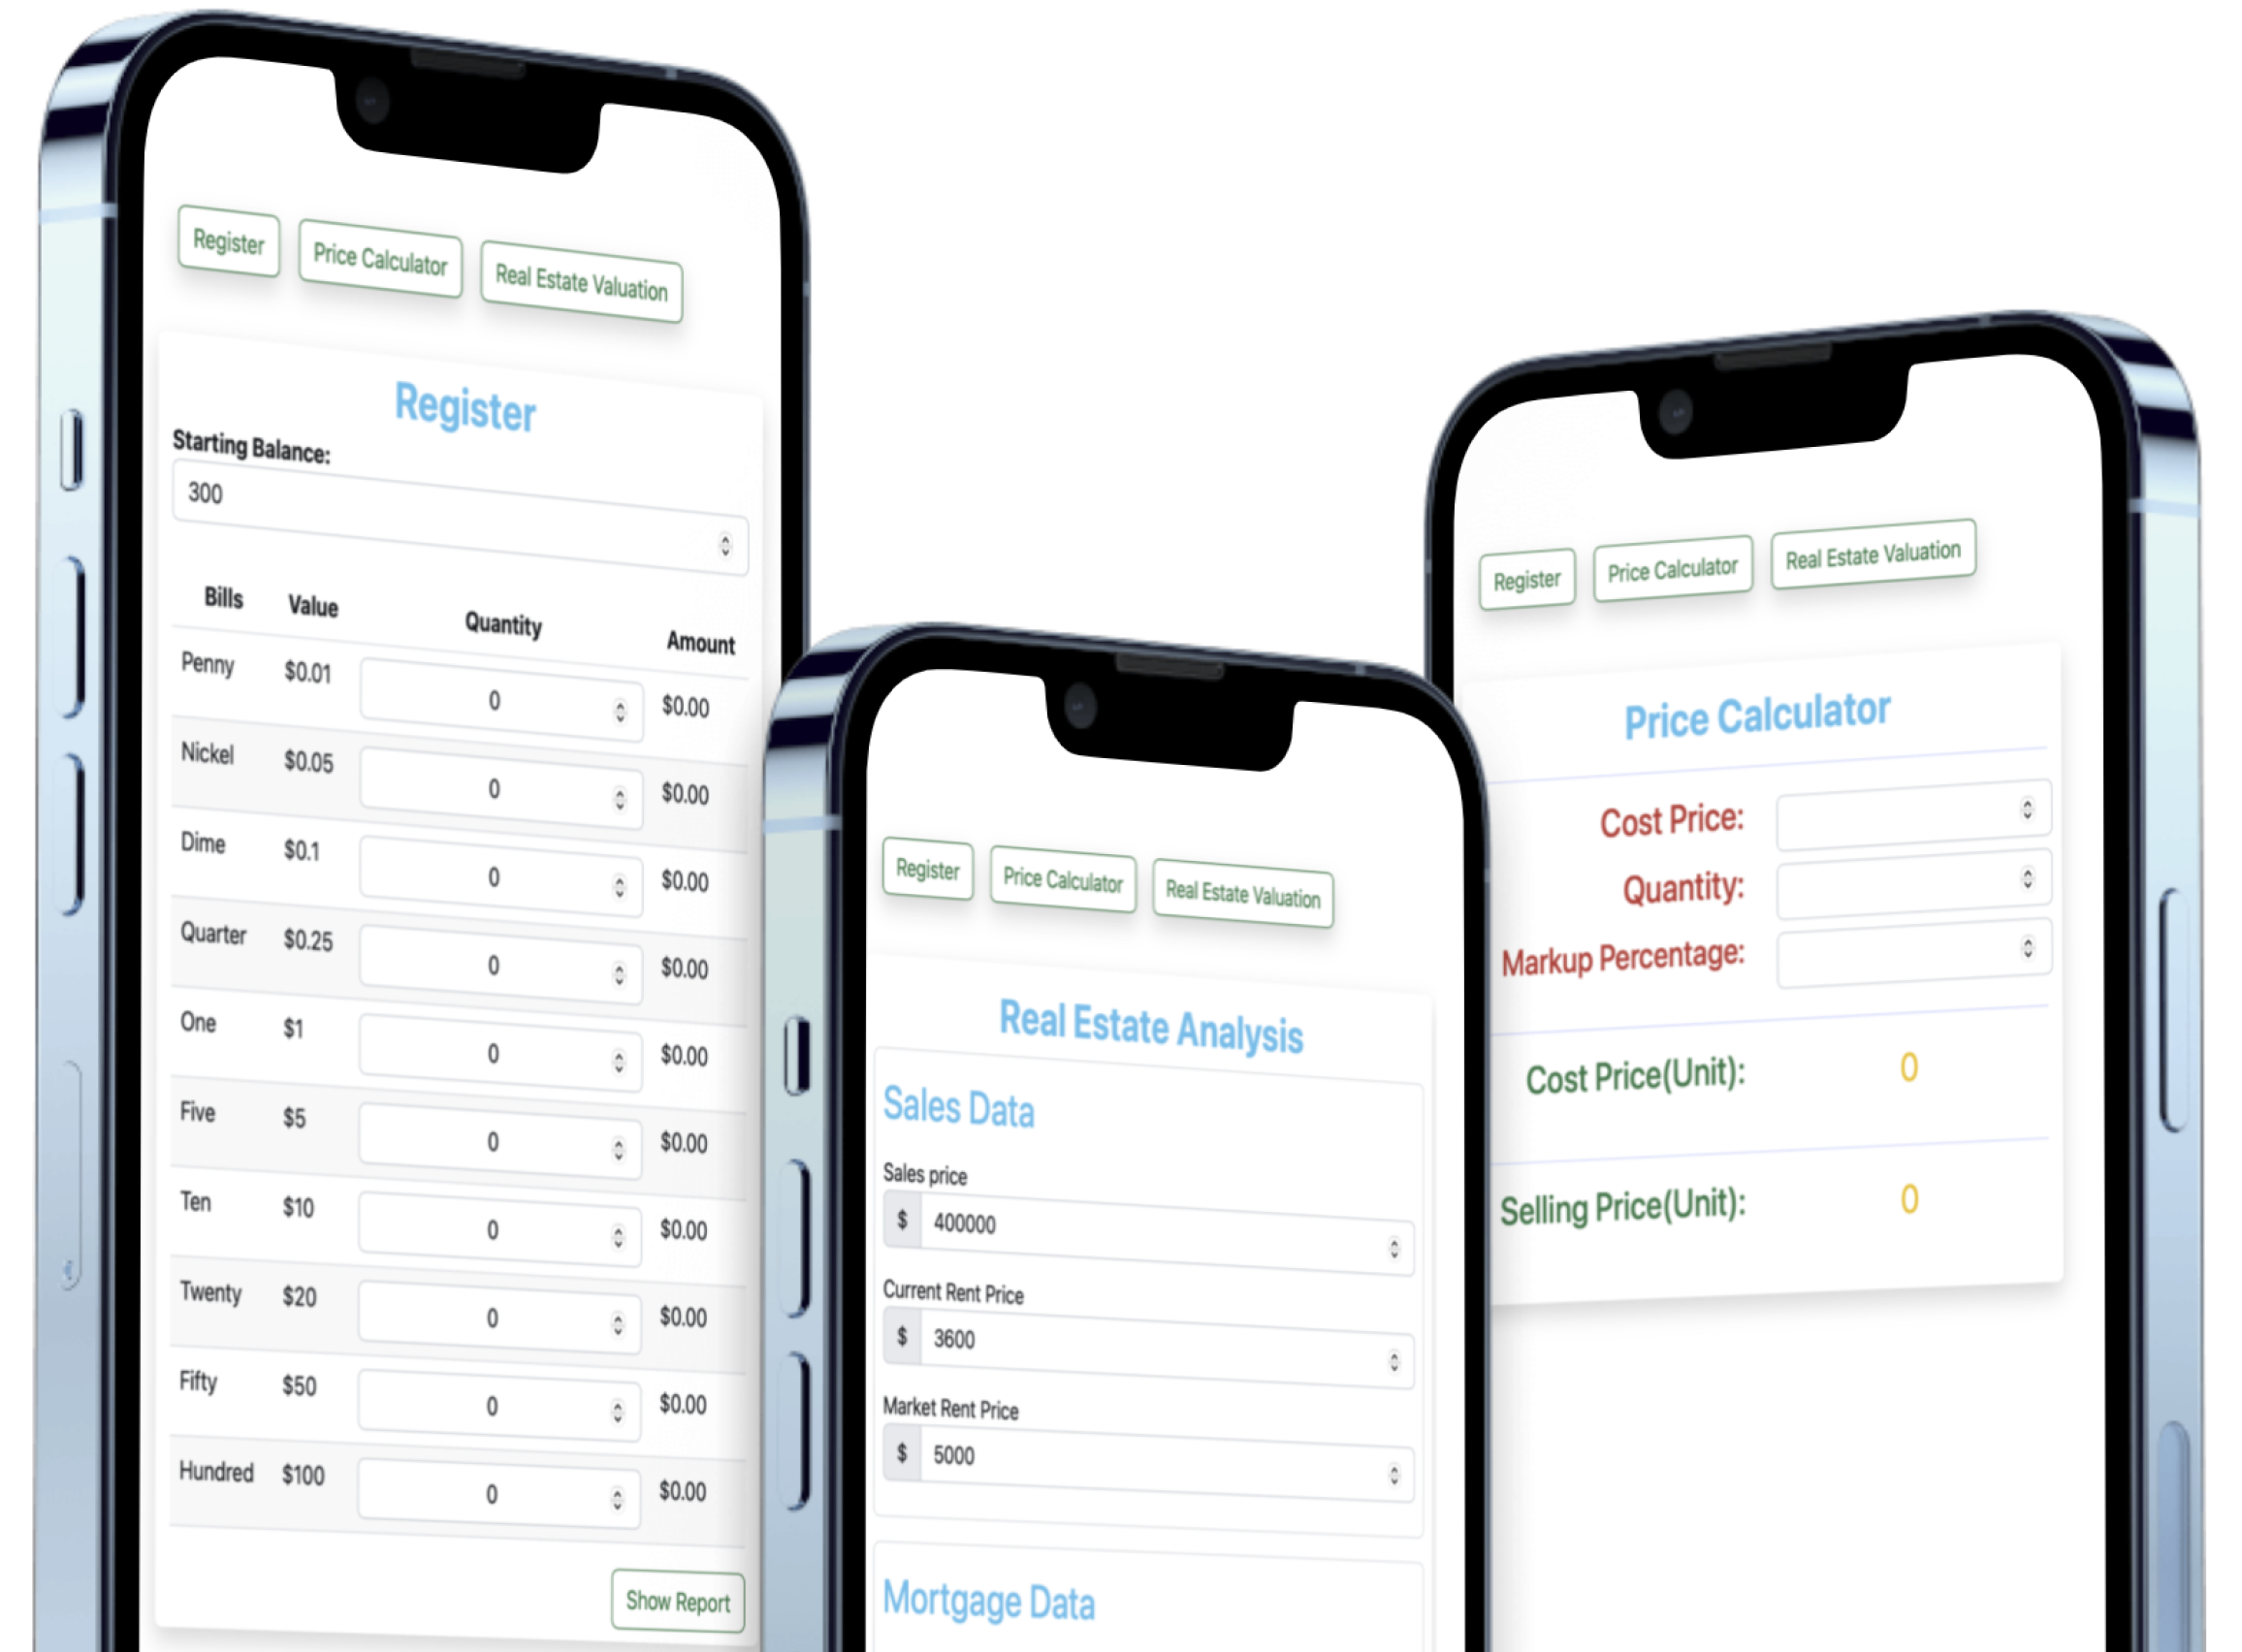 Register Price Calculator Real Estate Valuation
Register
Starting Balance:
300
Bills Value Quantity Amount
Penny $0.01 0 $0.00
Nickel $0.05 0 $0.00
Dime $0.1 0 $0.00
Quarter $0.25 0 $0.00
One $1 0 $0.00
Five $5 0 $0.00
Ten $10 0 $0.00
Twenty $20 0 $0.00
Fifty $50 0 $0.00
Hundred $100 0 $0.00
Show Report
Register Price Calculator Real Estate Valuation
Real Estate Analysis
Sales Data
Sales price
$ 400000
Current Rent Price
$ 3600
Market Rent Price
$ 5000
Mortgage Data
Register Price Calculator Real Estate Valuation
Price Calculator
Cost Price:
Quantity:
Markup Percentage:
Cost Price(Unit): 0
Selling Price(Unit): 0